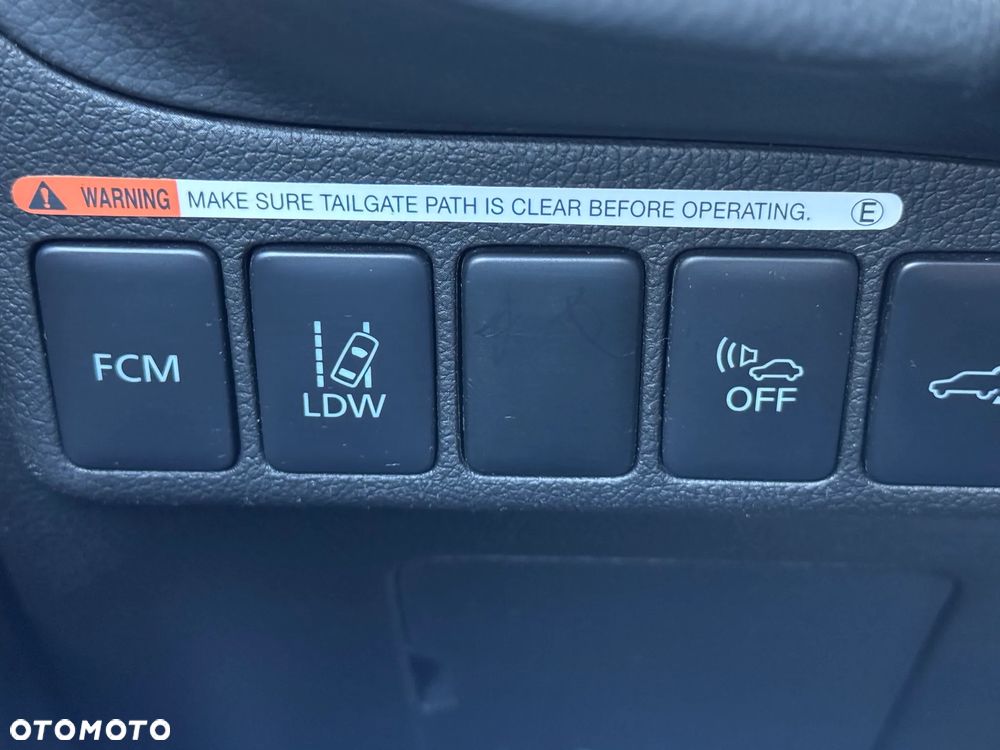 WARNING MAKE SURE TAILGATE PATH IS CLEAR BEFORE OPERATING. E
FCM
LDW
OFF
OTOMOTO